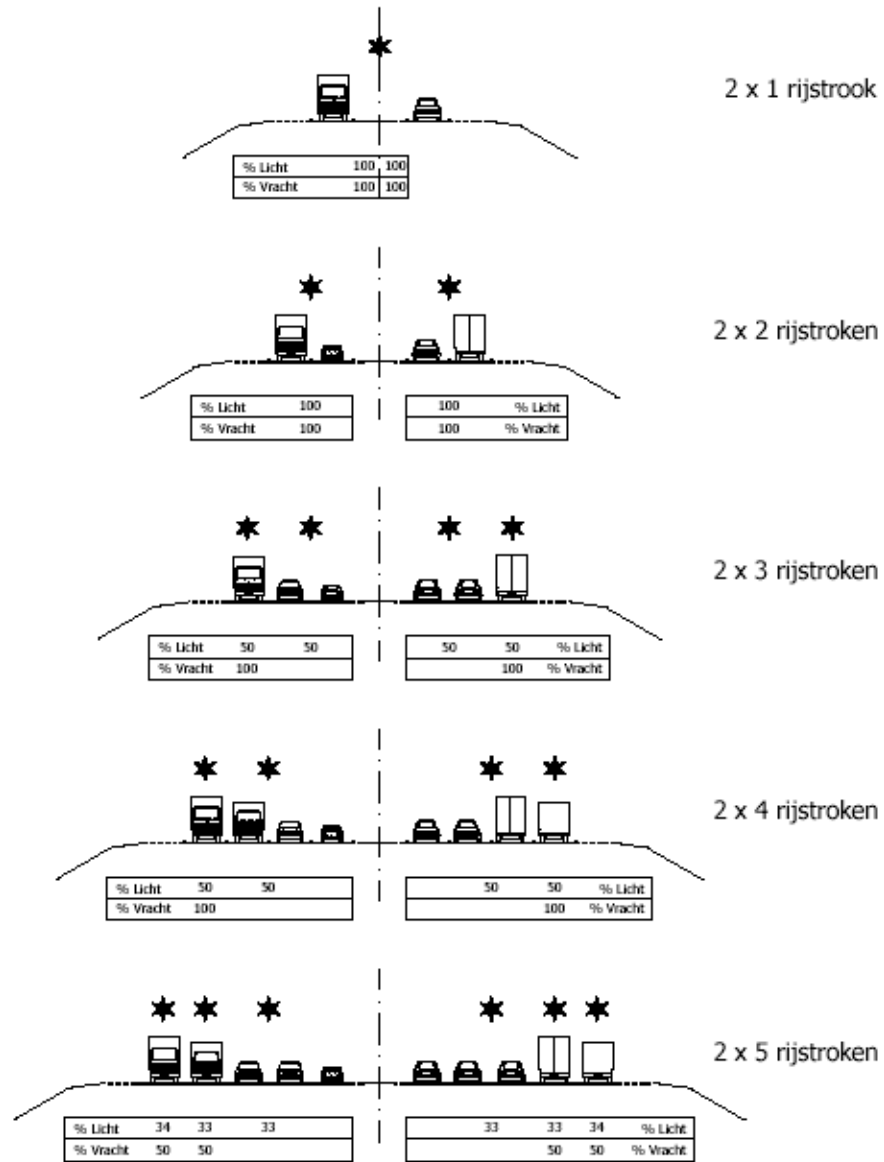 2 x 1 rijstrook
% Licht 100 100
% Vracht 100 100
2 x 2 rijstroken
% Licht 100 100 % Licht
% Vracht 100 100 % Vracht
2 x 3 rijstroken
% Licht 50 50 50 50 % Licht
% Vracht 100 100 % Vracht
2 x 4 rijstroken
% Licht 50 50 50 50 % Licht
% Vracht 100 100 % Vracht
2 x 5 rijstroken
% Licht 34 33 33 33 33 34 % Licht
% Vracht 50 50 50 50 % Vracht